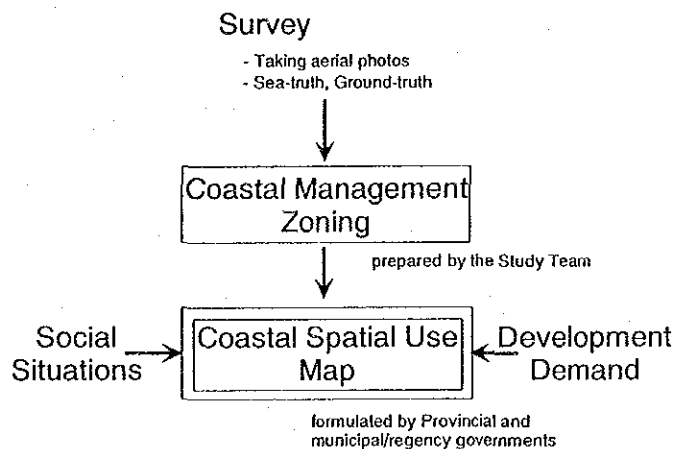 Survey
- Taking aerial photos
- Sea-truth, Ground-truth
Coastal Management
Zoning
prepared by the Study Team
Social
Situations
Coastal Spatial Use
Map
Development
Demand
formulated by Provincial and
municipal/regency governments